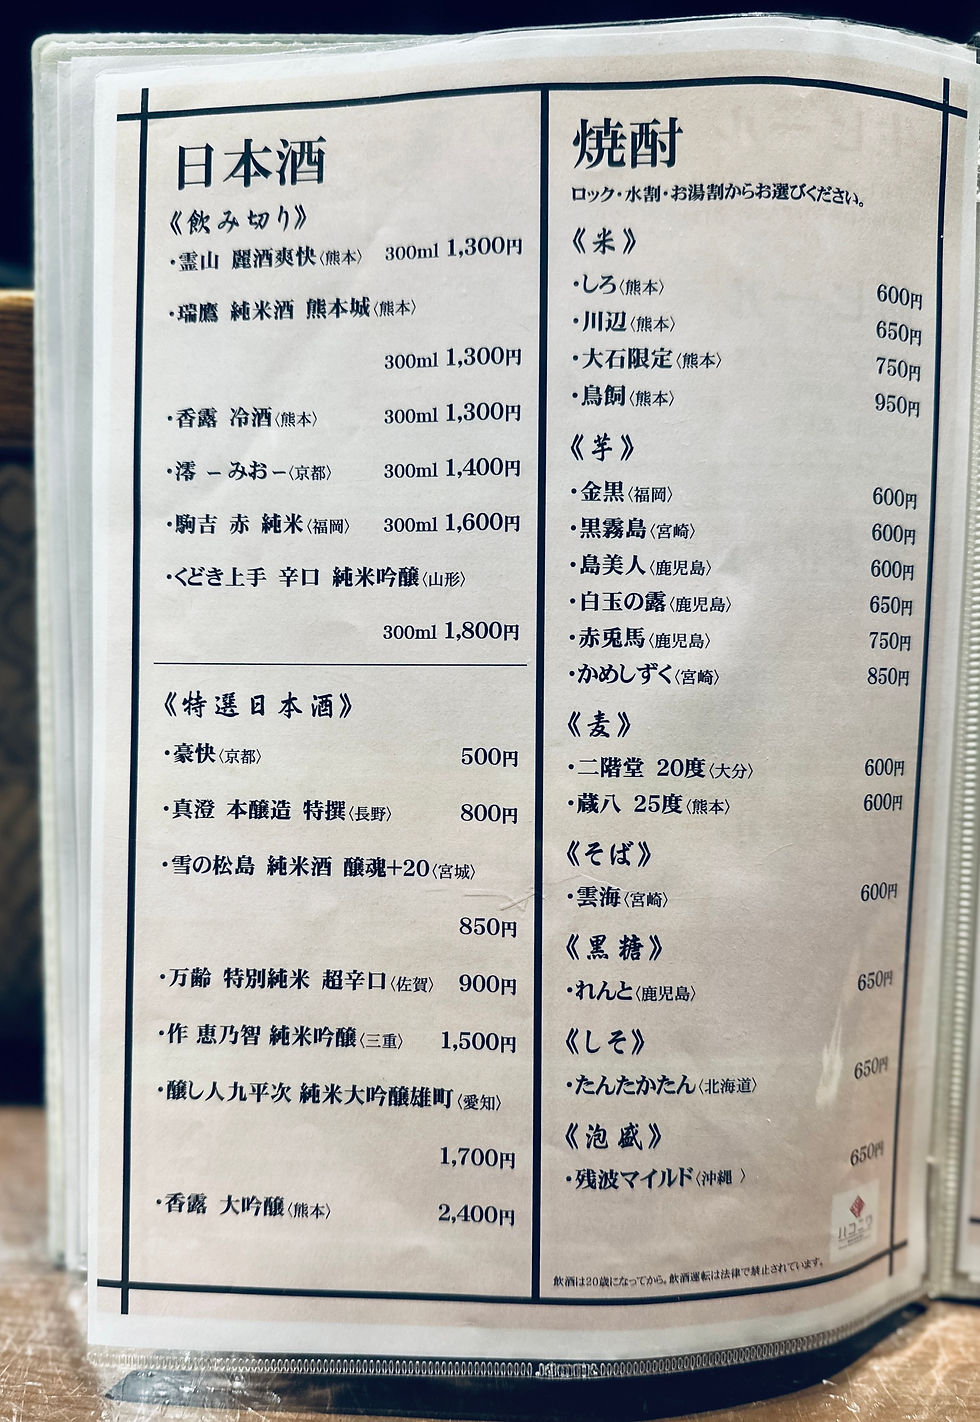 日本酒
《飲み切り》
・霊山 麗酒爽快〈熊本〉 300ml 1,300円
・瑞鷹 純米酒 熊本城〈熊本〉
300ml 1,300円
・香露 冷酒〈熊本〉 300ml 1,300円
・澪 －みお－〈京都〉 300ml 1,400円
・駒吉 赤 純米〈福岡〉 300ml 1,600円
・くどき上手 辛口 純米吟醸〈山形〉
300ml 1,800円
《特選日本酒》
・豪快〈京都〉 500円
・真澄 本醸造 特撰〈長野〉 800円
・雪の松島 純米酒 醸魂+20〈宮城〉
850円
・万齢 特別純米 超辛口〈佐賀〉 900円
・作 恵乃智 純米吟醸〈三重〉 1,500円
・醸し人九平次 純米大吟醸雄町〈愛知〉
1,700円
・香露 大吟醸〈熊本〉 2,400円
焼酎
ロック・水割・お湯割からお選びください。
《米》
・しろ〈熊本〉 600円
・川辺〈熊本〉 650円
・大石限定〈熊本〉 750円
・鳥飼〈熊本〉 950円
《芋》
・金黒〈福岡〉 600円
・黒霧島〈宮崎〉 600円
・島美人〈鹿児島〉 600円
・白玉の露〈鹿児島〉 650円
・赤兎馬〈鹿児島〉 750円
・かめしずく〈宮崎〉 850円
《麦》
・二階堂 20度〈大分〉 600円
・蔵八 25度〈熊本〉 600円
《そば》
・雲海〈宮崎〉 600円
《黒糖》
・れんと〈鹿児島〉 650円
《しそ》
・たんたかたん〈北海道〉 650円
《泡盛》
・残波マイルド〈沖縄 〉 650円
ハコニワ
飲酒は20歳になってから。飲酒運転は法律で禁止されています。